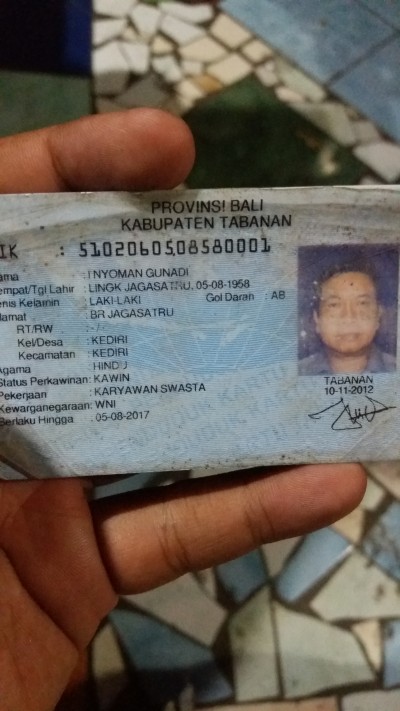 PROVINSI BALI
KABUPATEN TABANAN
IK : 5102060508580001
ama : I NYOMAN GUNADI
empat/Tgl Lahir : LINGK JAGASATRU, 05-08-1958
enis Kelamin : LAKI-LAKI Gol Darah : AB
lamat : BR JAGASATRU
RT/RW : -/-
Kel/Desa : KEDIRI
Kecamatan : KEDIRI
Agama : HINDU
Status Perkawinan: KAWIN
Pekerjaan : KARYAWAN SWASTA
Kewarganegaraan: WNI
Berlaku Hingga : 05-08-2017
TABANAN
10-11-2012